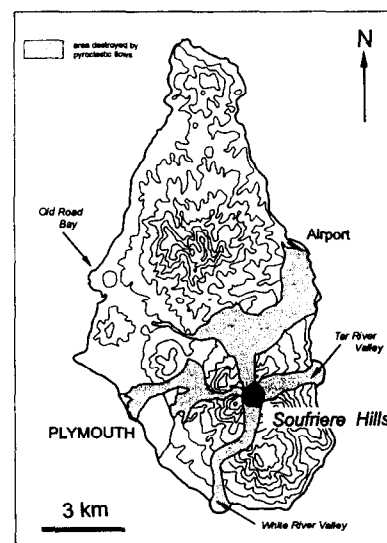 area destroyed by
pyroclastic flows
N
Old Road
Bay
Airport
Tar River
Valley
PLYMOUTH
Soufriere Hills
3 km
White River Valley